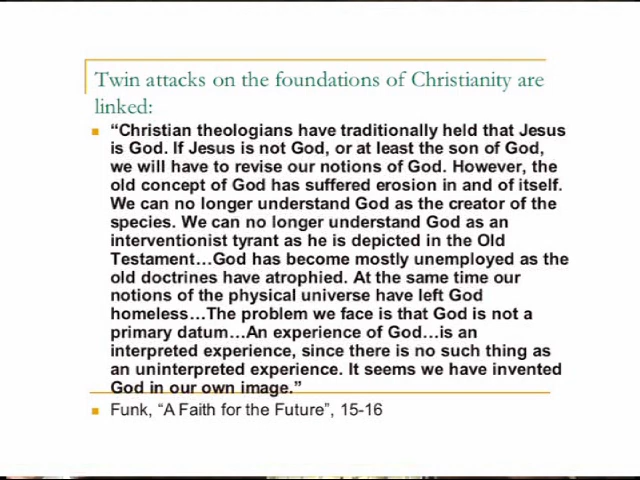 Twin attacks on the foundations of Christianity are
linked:
“Christian theologians have traditionally held that Jesus
is God. If Jesus is not God, or at least the son of God,
we will have to revise our notions of God. However, the
old concept of God has suffered erosion in and of itself.
We can no longer understand God as the creator of the
species. We can no longer understand God as an
interventionist tyrant as he is depicted in the Old
Testament…God has become mostly unemployed as the
old doctrines have atrophied. At the same time our
notions of the physical universe have left God
homeless…The problem we face is that God is not a
primary datum…An experience of God…is an
interpreted experience, since there is no such thing as
an uninterpreted experience. It seems we have invented
God in our own image.”
Funk, “A Faith for the Future”, 15-16